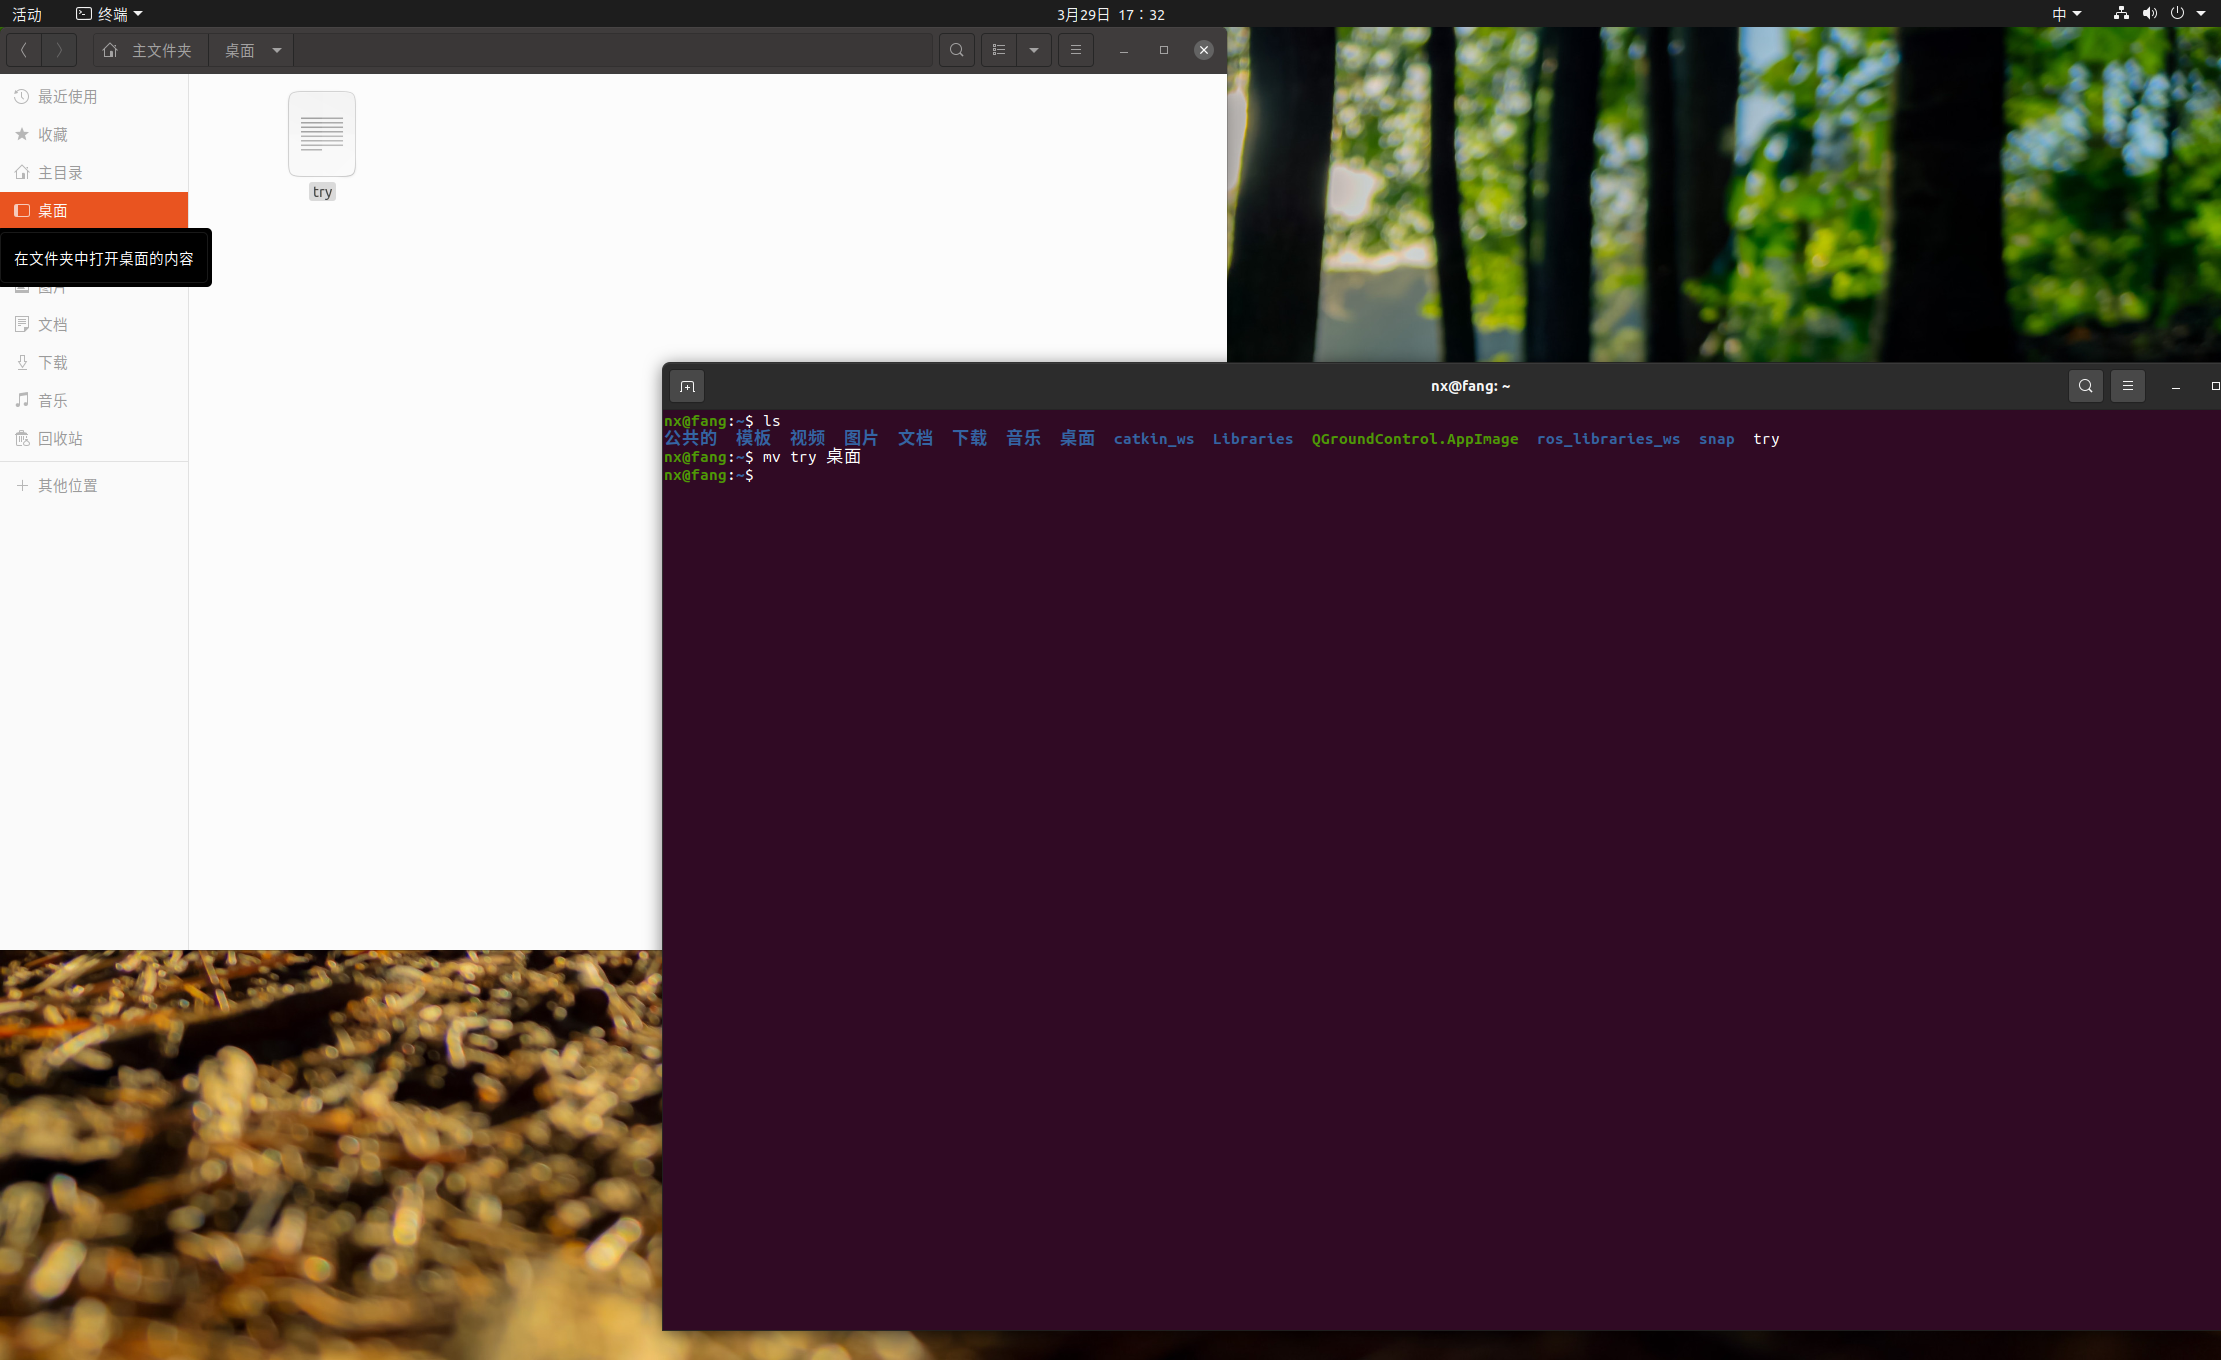 活动 终端 3月29日 17：32 中
主文件夹 桌面
最近使用
收藏
主目录
桌面
在文件夹中打开桌面的内容
图片
文档
下载
音乐
回收站
其他位置
try
nx@fang: ~
nx@fang:~$ ls
公共的 模板 视频 图片 文档 下载 音乐 桌面 catkin_ws Libraries QGroundControl.AppImage ros_libraries_ws snap try
nx@fang:~$ mv try 桌面
nx@fang:~$